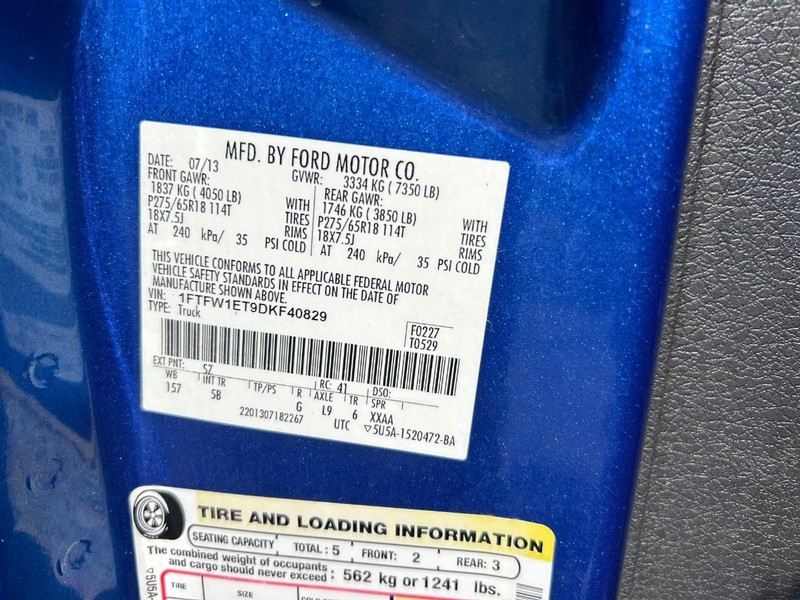 MFD. BY FORD MOTOR CO.
DATE: 07/13 GVWR: 3334 KG ( 7350 LB)
FRONT GAWR: REAR GAWR:
1837 KG ( 4050 LB) WITH 1746 KG ( 3850 LB) WITH
P275/65R18 114T TIRES P275/65R18 114T TIRES
18X7.5J RIMS 18X7.5J RIMS
AT 240 kPa/ 35 PSI COLD AT 240 kPa/ 35 PSI COLD
THIS VEHICLE CONFORMS TO ALL APPLICABLE FEDERAL MOTOR
VEHICLE SAFETY STANDARDS IN EFFECT ON THE DATE OF
MANUFACTURE SHOWN ABOVE.
VIN: 1FTFW1ET9DKF40829
TYPE: Truck
F0227
T0529
EXT PNT: SZ RC: 41 DSO:
WB INT TR TP/PS R AXLE TR SPR
157 5B G L9 6 XXAA
2201307182267 UTC ▽5U5A-1520472-BA
TIRE AND LOADING INFORMATION
SEATING CAPACITY TOTAL: 5 FRONT: 2 REAR: 3
The combined weight of occupants
and cargo should never exceed: 562 kg or 1241 lbs.
▽5U5A-
TIRE SIZE